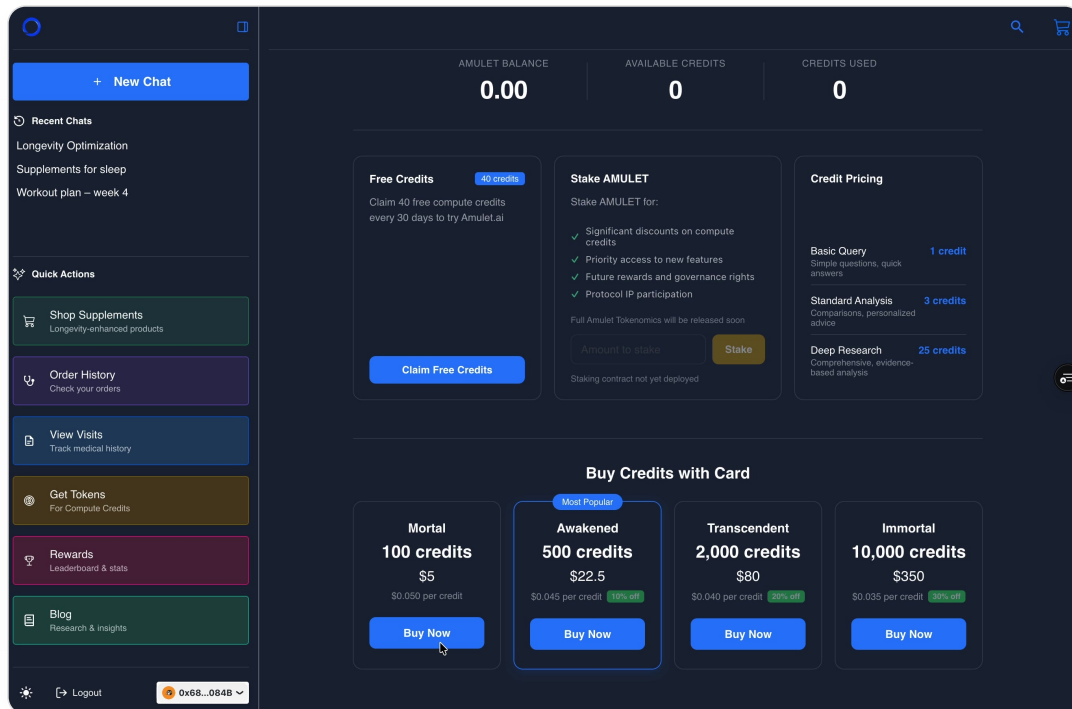 + New Chat
Recent Chats
Longevity Optimization
Supplements for sleep
Workout plan – week 4
Quick Actions
Shop Supplements
Longevity-enhanced products
Order History
Check your orders
View Visits
Track medical history
Get Tokens
For Compute Credits
Rewards
Leaderboard & stats
Blog
Research & insights
Logout
0x68...084B
AMULET BALANCE
0.00
AVAILABLE CREDITS
0
CREDITS USED
0
Free Credits
40 credits
Claim 40 free compute credits
every 30 days to try Amulet.ai
Claim Free Credits
Stake AMULET
Stake AMULET for:
Significant discounts on compute
credits
Priority access to new features
Future rewards and governance rights
Protocol IP participation
Full Amulet Tokenomics will be released soon
Amount to stake
Stake
Staking contract not yet deployed
Credit Pricing
Basic Query
1 credit
Simple questions, quick
answers
Standard Analysis
3 credits
Comparisons, personalized
advice
Deep Research
25 credits
Comprehensive, evidence-
based analysis
Buy Credits with Card
Mortal
100 credits
$5
$0.050 per credit
Buy Now
Most Popular
Awakened
500 credits
$22.5
$0.045 per credit 10% off
Buy Now
Transcendent
2,000 credits
$80
$0.040 per credit 20% off
Buy Now
Immortal
10,000 credits
$350
$0.035 per credit 30% off
Buy Now